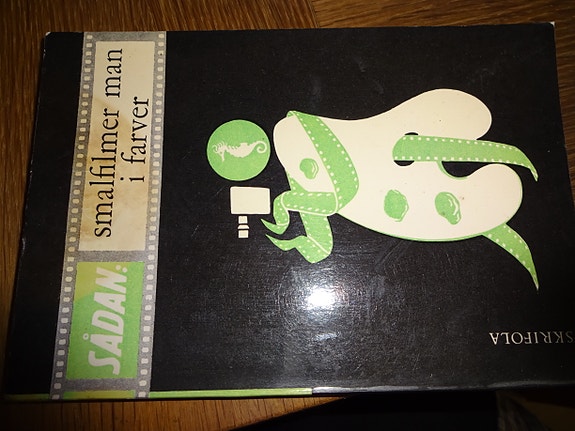 SÅDAN:
smalfilmer man
i farver
SKRIFOLA